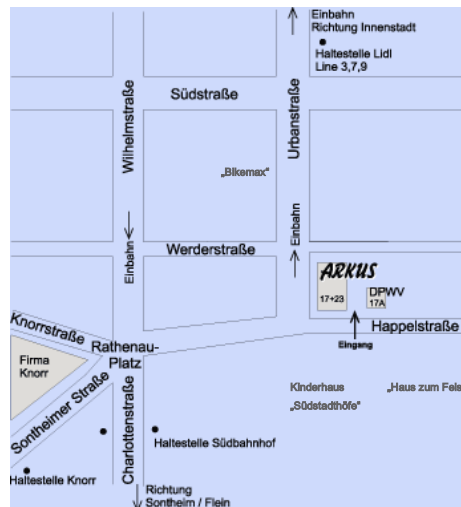 Einbahn
Richtung Innenstadt
Haltestelle Lidl
Line 3,7,9
Südstraße
Wilhelmstraße
Urbanstraße
„Bikemax“
Einbahn
Einbahn
Werderstraße
ARKUS
17+23
DPWV
17A
Happelstraße
Eingang
Knorrstraße
Rathenau-
Platz
Firma
Knorr
Sontheimer Straße
Charlottenstraße
Kinderhaus
„Südstadthöfe“
„Haus zum Fels
Haltestelle Südbahnhof
Haltestelle Knorr
Richtung
Sontheim / Flein